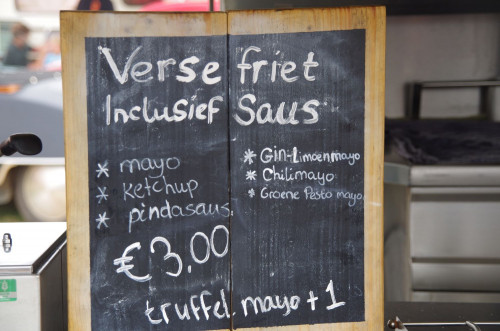 Verse friet
Inclusief Saus
* mayo
* ketchup
* pindasaus
* Gin-Limoenmayo
* Chilimayo
* Groene Pesto mayo
€ 3,00
truffel mayo + 1